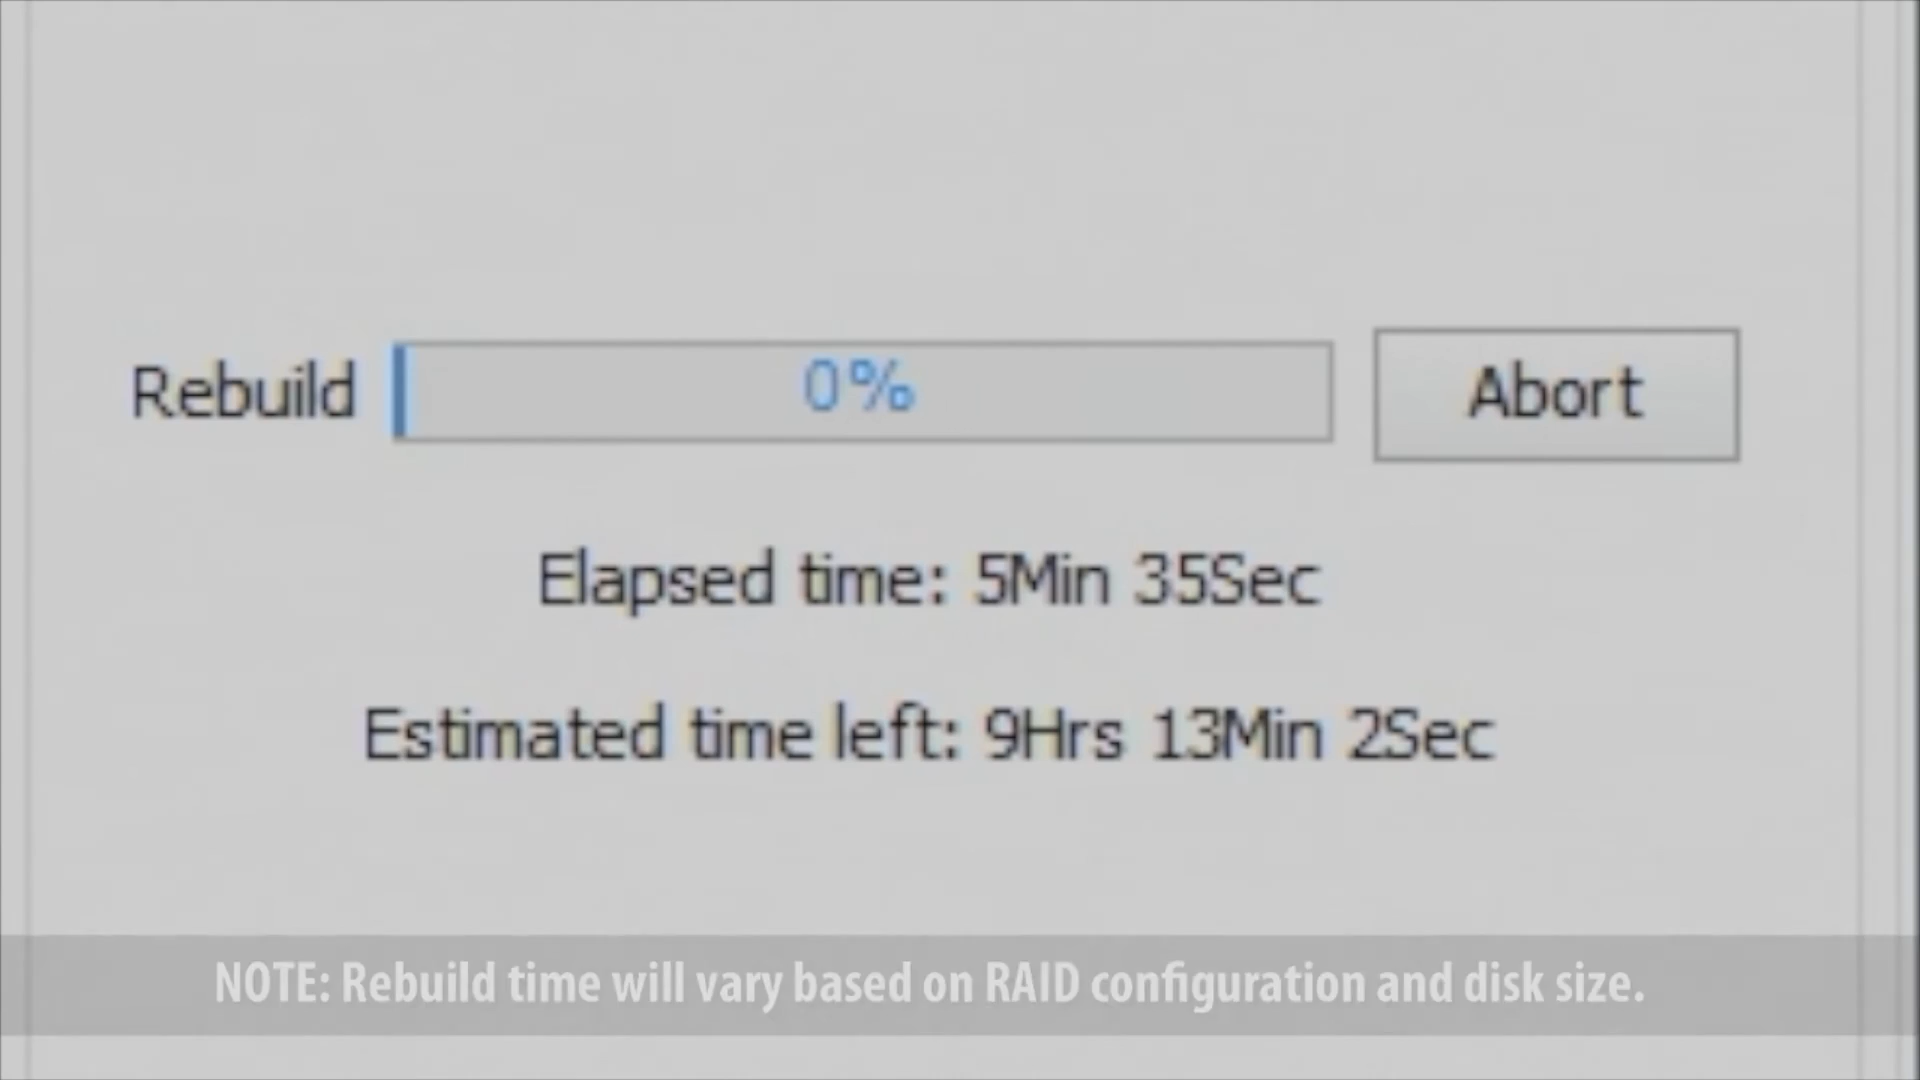 Rebuild 0% Abort
Elapsed time: 5Min 35Sec
Estimated time left: 9Hrs 13Min 2Sec
NOTE: Rebuild time will vary based on RAID configuration and disk size.